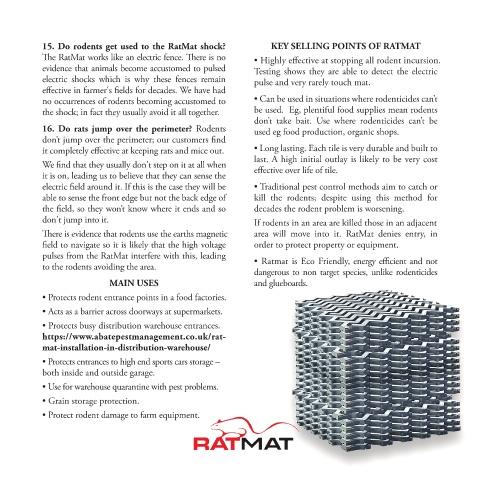 15. Do rodents get used to the RatMat shock?
The RatMat works like an electric fence. There is no
evidence that animals become accustomed to pulsed
electric shocks which is why these fences remain
effective in farmer's fields for decades. We have had
no occurrences of rodents becoming accustomed to
the shock; in fact they usually avoid it all together.
16. Do rats jump over the perimeter? Rodents
don't jump over the perimeter; our customers find
it completely effective at keeping rats and mice out.
We find that they usually don't step on it at all when
it is on, leading us to believe that they can sense the
electric field around it. If this is the case they will be
able to sense the front edge but not the back edge of
the field, so they won't know where it ends and so
don't jump into it.
There is evidence that rodents use the earths magnetic
field to navigate so it is likely that the high voltage
pulses from the RatMat interfere with this, leading
to the rodents avoiding the area.
MAIN USES
• Protects rodent entrance points in a food factories.
• Acts as a barrier across doorways at supermarkets.
• Protects busy distribution warehouse entrances.
https://www.abatepestmanagement.co.uk/rat-
mat-installation-in-distribution-warehouse/
• Protects entrances to high end sports cars storage –
both inside and outside garage.
• Use for warehouse quarantine with pest problems.
• Grain storage protection.
• Protect rodent damage to farm equipment.
KEY SELLING POINTS OF RATMAT
• Highly effective at stopping all rodent incursion.
Testing shows they are able to detect the electric
pulse and very rarely touch mat.
• Can be used in situations where rodenticides can't
be used. Eg, plentiful food supplies mean rodents
don't take bait. Use where rodenticides can't be
used eg food production, organic shops.
• Long lasting. Each tile is very durable and built to
last. A high initial outlay is likely to be very cost
effective over life of tile.
• Traditional pest control methods aim to catch or
kill the rodents; despite using this method for
decades the rodent problem is worsening.
If rodents in an area are killed those in an adjacent
area will move into it. RatMat denies entry, in
order to protect property or equipment.
• Ratmat is Eco Friendly, energy efficient and not
dangerous to non target species, unlike rodenticides
and glueboards.
RATMAT